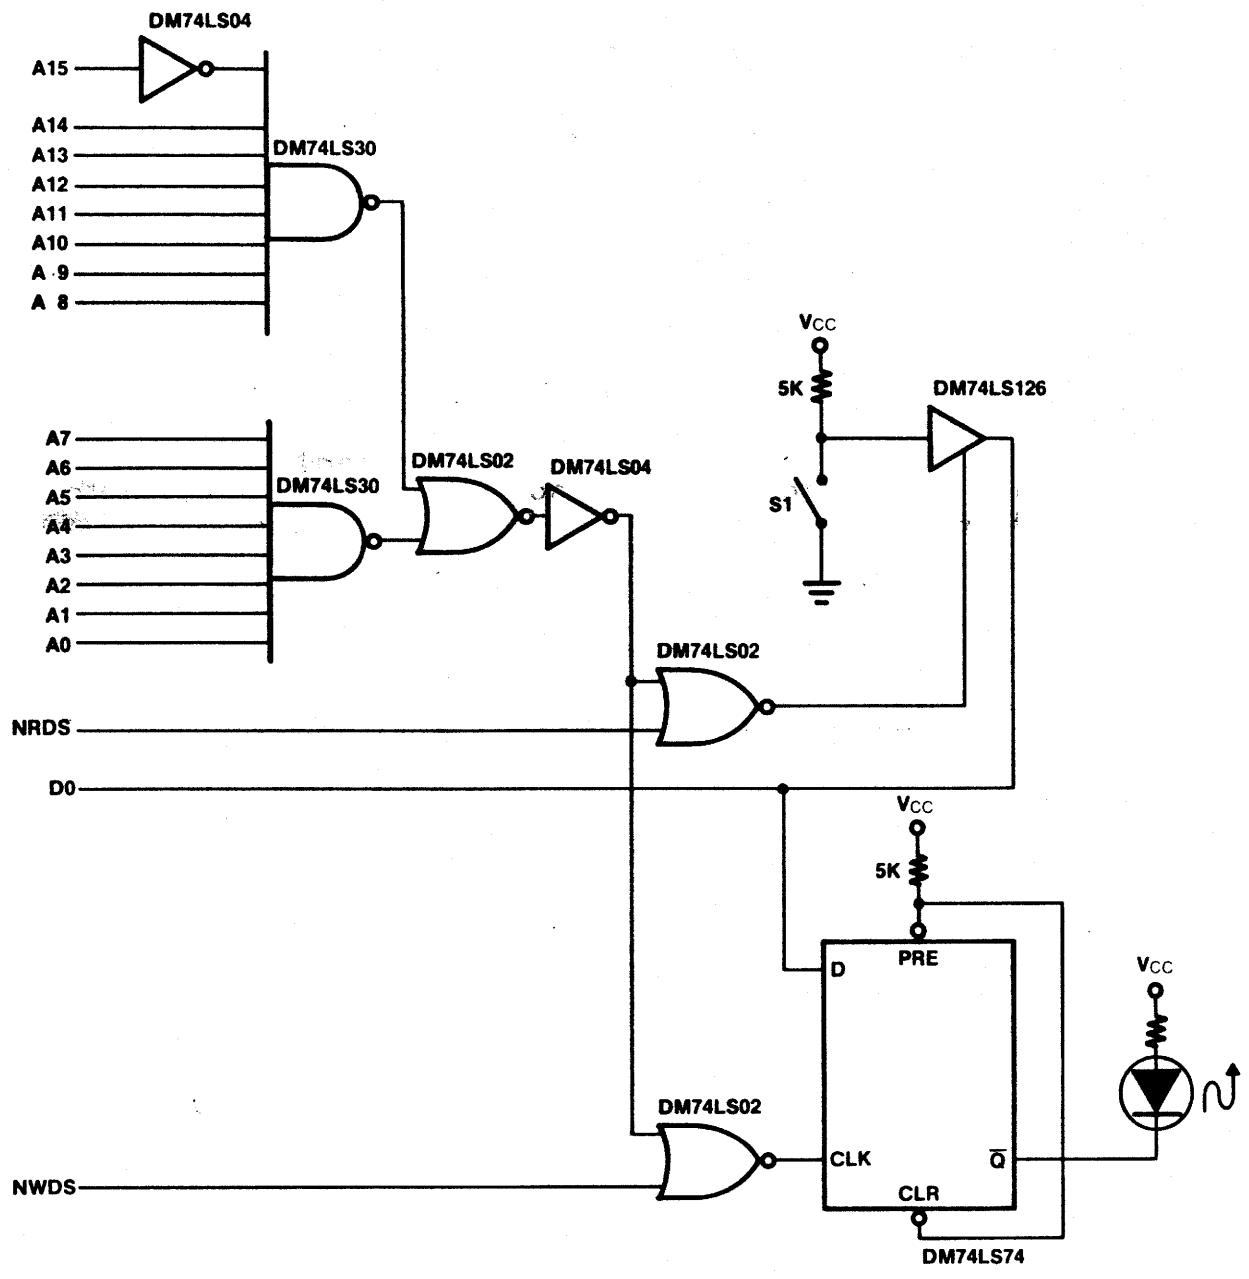 DM74LS04
A15
A14
A13
DM74LS30
A12
A11
A10
A 9
A 8
VCC
5K
DM74LS126
A7
A6
DM74LS02
DM74LS04
A5
DM74LS30
S1
A4
A3
A2
A1
A0
DM74LS02
NRDS
D0
VCC
5K
PRE
D
VCC
DM74LS02
CLK
Q̅
NWDS
CLR
DM74LS74